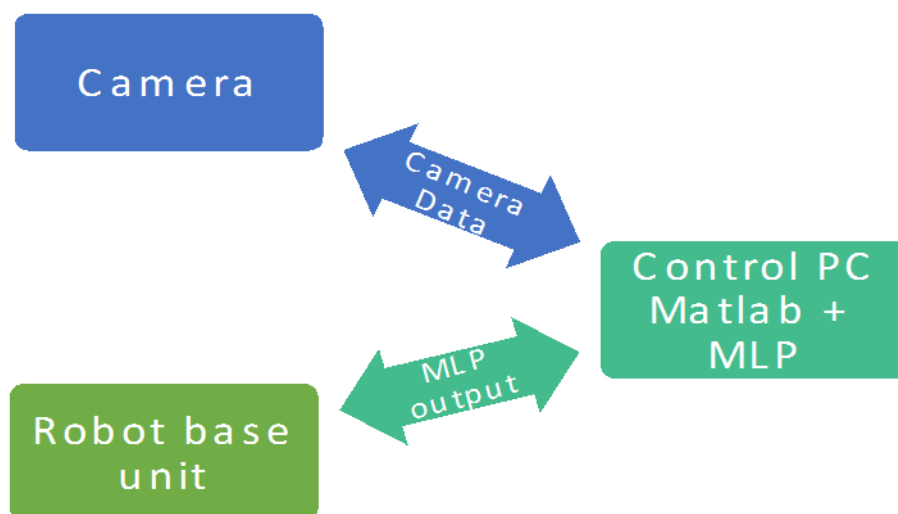 Camera
Camera
Data
Control PC
Matlab +
MLP
MLP
output
Robot base
unit